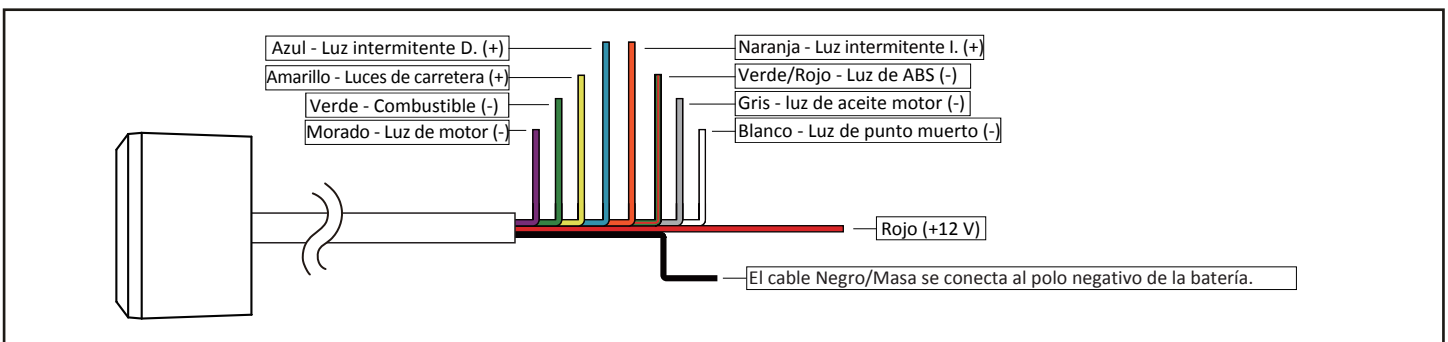 Azul - Luz intermitente D. (+)
Amarillo - Luces de carretera (+)
Verde - Combustible (-)
Morado - Luz de motor (-)
Naranja - Luz intermitente I. (+)
Verde/Rojo - Luz de ABS (-)
Gris - luz de aceite motor (-)
Blanco - Luz de punto muerto (-)
Rojo (+12 V)
El cable Negro/Masa se conecta al polo negativo de la batería.